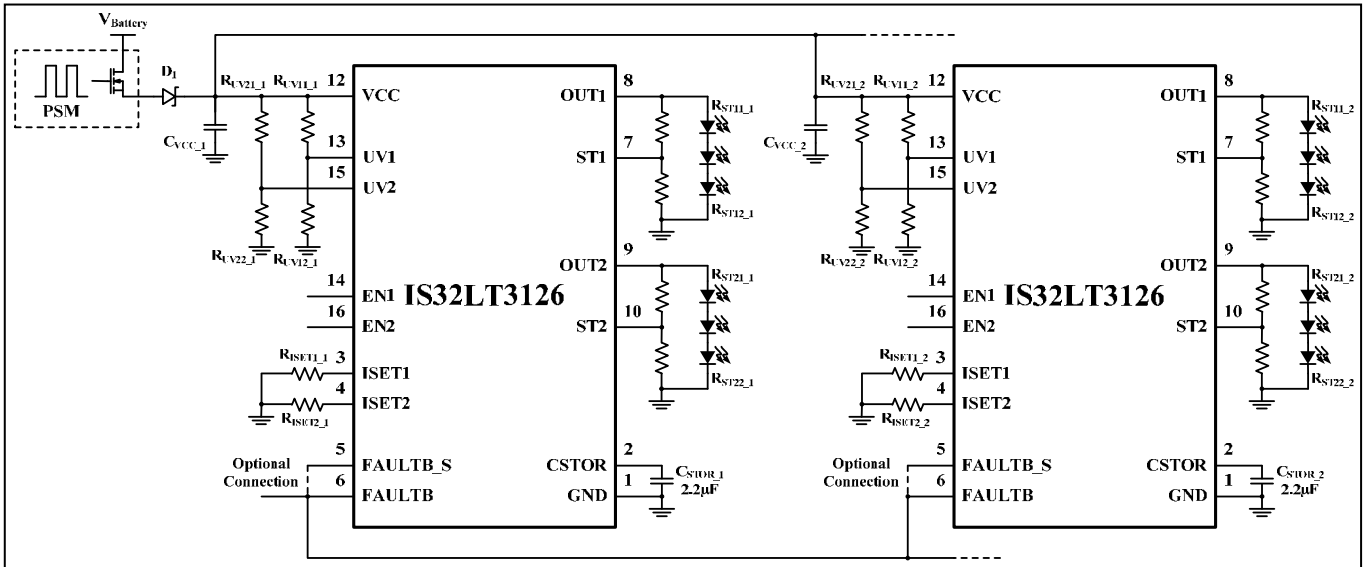 VBattery
PSM
D1
CVCC_1
RUV21_1 RUV11_1
RUV22_1 RUV12_1
12
VCC
13
UV1
15
UV2
14
EN1
16
EN2
RISET1_1 3
ISET1
4
RISET2_1
ISET2
5
FAULTB_S
Optional
Connection
6
FAULTB
IS32LT3126
8
OUT1
7
ST1
RST11_1
RST12_1
9
OUT2
10
ST2
RST21_1
RST22_1
2
CSTOR
1
GND
CSTOR_1
2.2μF
CVCC_2
RUV21_2 RUV11_2
RUV22_2 RUV12_2
12
VCC
13
UV1
15
UV2
14
EN1
16
EN2
RISET1_2 3
ISET1
4
RISET2_2
ISET2
5
FAULTB_S
Optional
Connection
6
FAULTB
IS32LT3126
8
OUT1
7
ST1
RST11_2
RST12_2
9
OUT2
10
ST2
RST21_2
RST22_2
2
CSTOR
1
GND
CSTOR_2
2.2μF